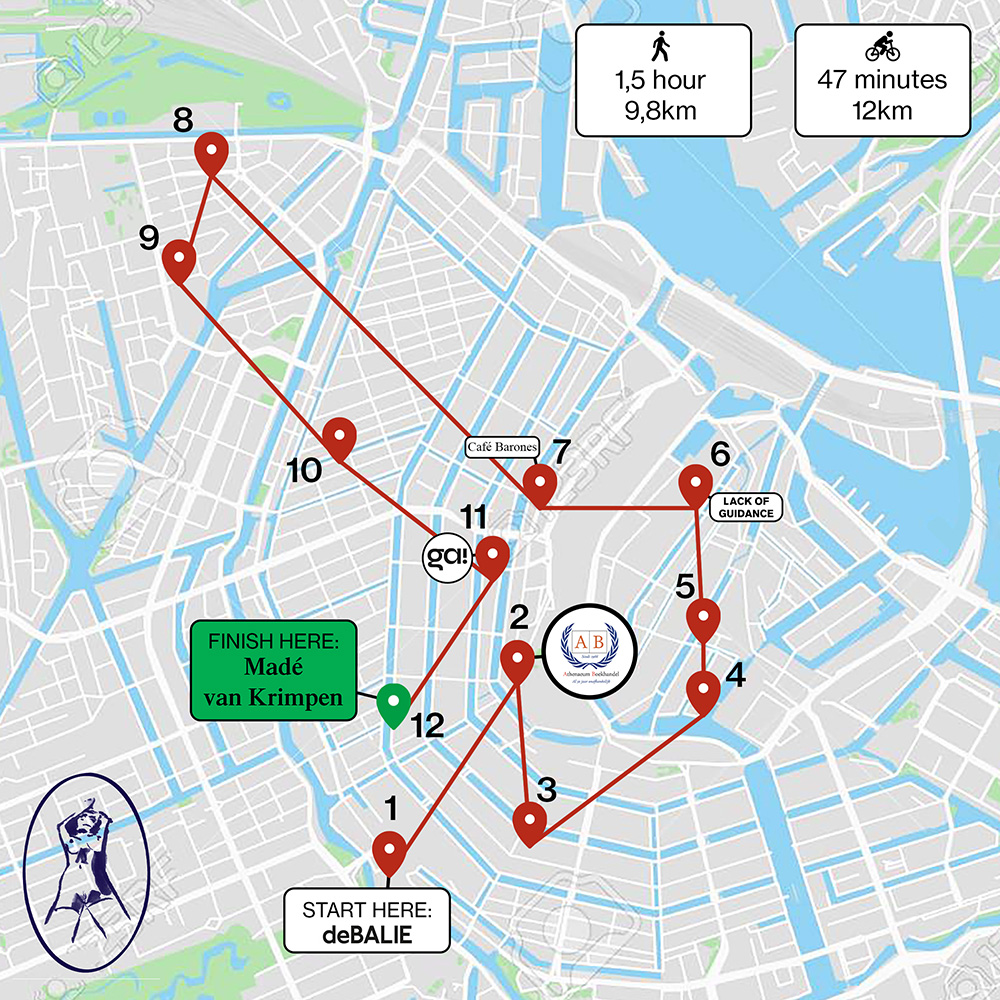 1,5 hour
9,8km
47 minutes
12km
8
9
10
Café Barones
7
6
LACK OF
GUIDANCE
11
ga!
5
2
A B
Athenaeum Boekhandel
4
FINISH HERE:
Madé
van Krimpen
12
3
1
START HERE:
deBALIE
123RF